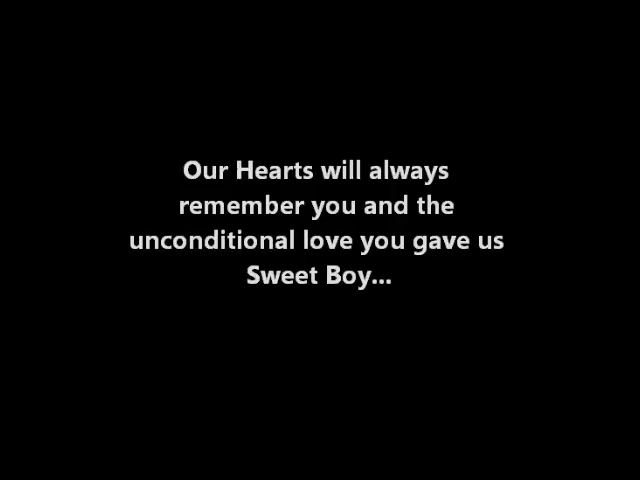 Our Hearts will always
remember you and the
unconditional love you gave us
Sweet Boy...